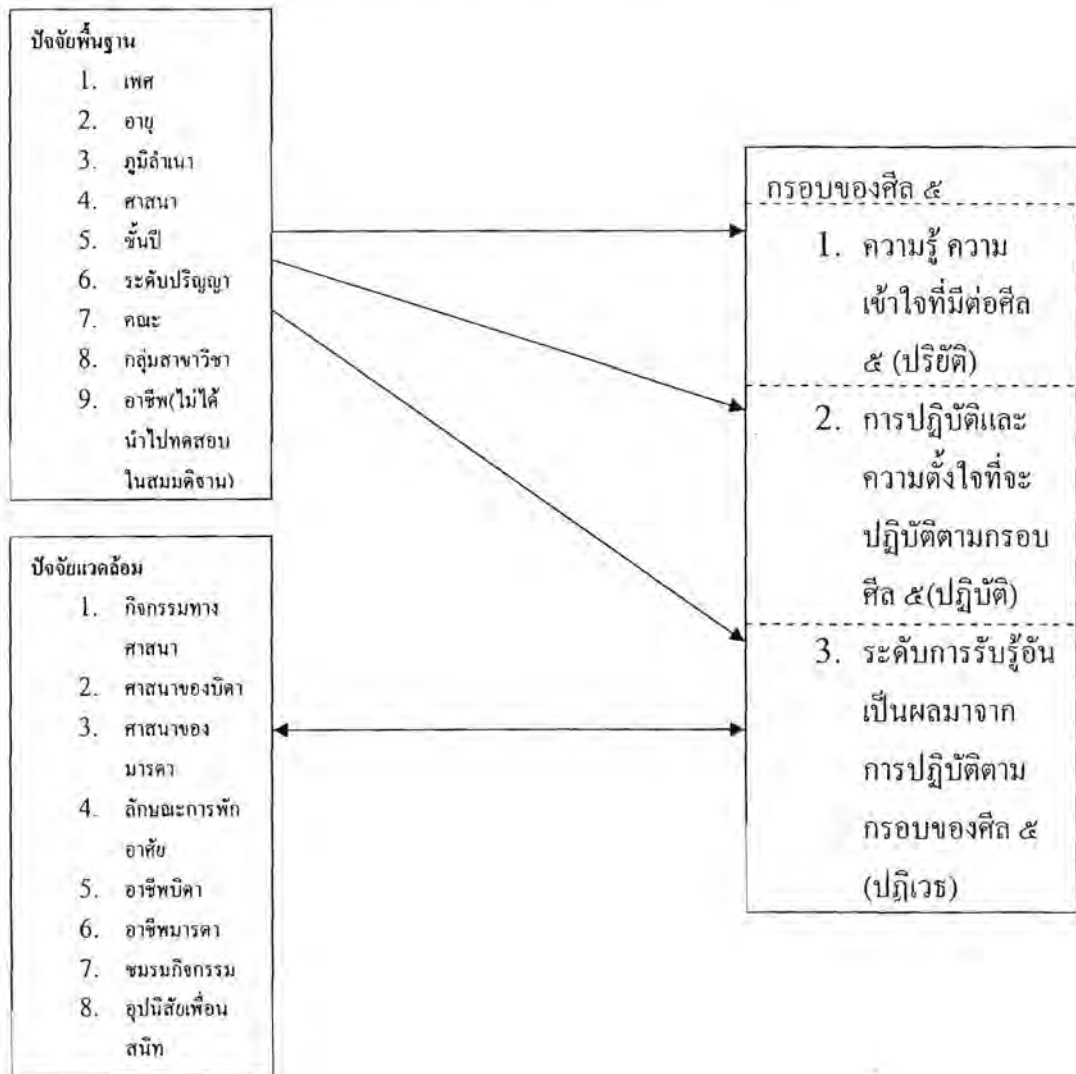 ปัจจัยพื้นฐาน
1. เพศ
2. อายุ
3. ภูมิลำเนา
4. ศาสนา
5. ชั้นปี
6. ระดับปริญญา
7. คณะ
8. กลุ่มสาขาวิชา
9. อาชีพ(ไม่ได้
นำไปทดสอบ
ในสมมติฐาน)
ปัจจัยแวดล้อม
1. กิจกรรมทาง
ศาสนา
2. ศาสนาของบิดา
3. ศาสนาของ
มารดา
4. ลักษณะการพัก
อาศัย
5. อาชีพบิดา
6. อาชีพมารดา
7. ชมรมกิจกรรม
8. อุปนิสัยเพื่อน
สนิท
กรอบของศีล ๕
1. ความรู้ ความ
เข้าใจที่มีต่อศีล
๕ (ปริยัติ)
2. การปฏิบัติและ
ความตั้งใจที่จะ
ปฏิบัติตามกรอบ
ศีล ๕(ปฏิบัติ)
3. ระดับการรับรู้อัน
เป็นผลมาจาก
การปฏิบัติตาม
กรอบของศีล ๕
(ปฏิเวธ)